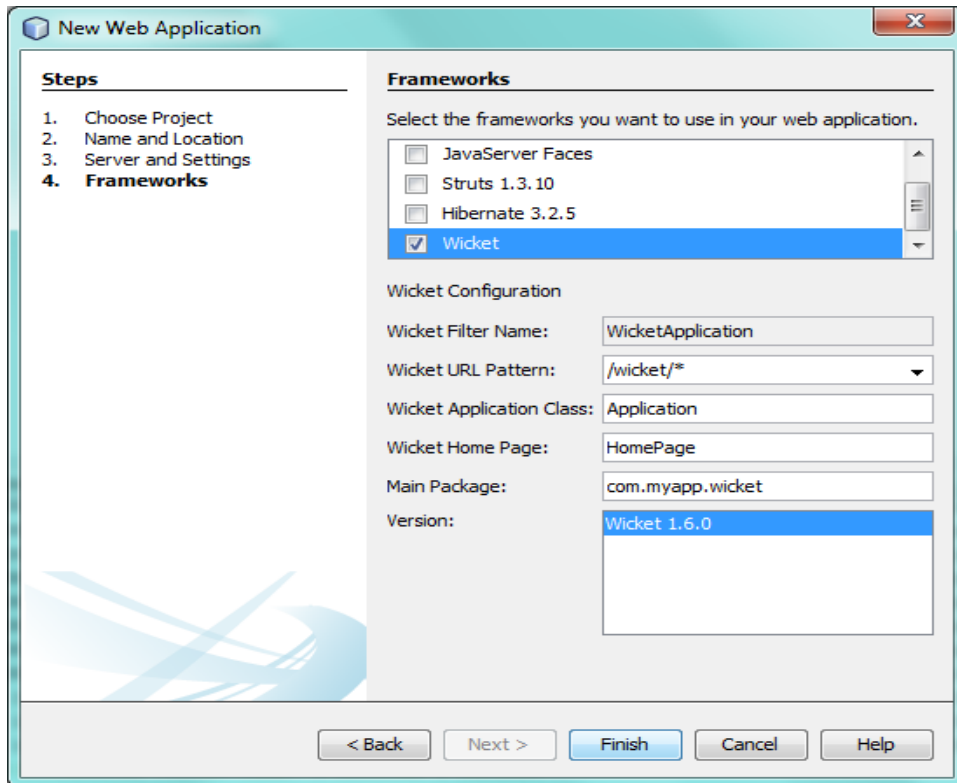 New Web Application
Steps
1. Choose Project
2. Name and Location
3. Server and Settings
4. Frameworks
Frameworks
Select the frameworks you want to use in your web application.
JavaServer Faces
Struts 1.3.10
Hibernate 3.2.5
Wicket
Wicket Configuration
Wicket Filter Name: WicketApplication
Wicket URL Pattern: /wicket/*
Wicket Application Class: Application
Wicket Home Page: HomePage
Main Package: com.myapp.wicket
Version: Wicket 1.6.0
< Back Next > Finish Cancel Help